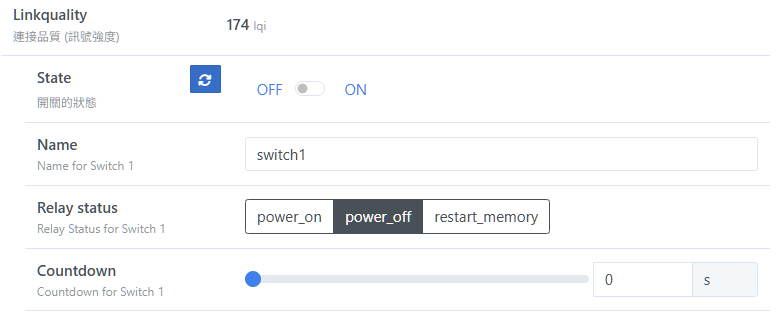 Linkquality
連接品質 (訊號強度)
174 lqi
State
開關的狀態
OFF ON
Name
Name for Switch 1
switch1
Relay status
Relay Status for Switch 1
power_on power_off restart_memory
Countdown
Countdown for Switch 1
0 s